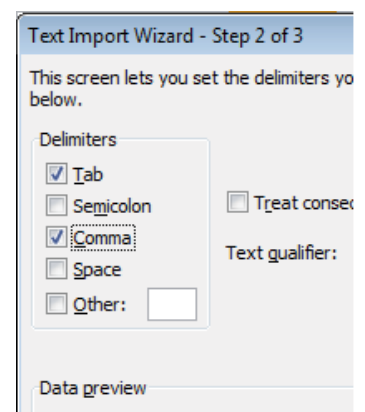 Text Import Wizard - Step 2 of 3
This screen lets you set the delimiters yo
below.
Delimiters
Tab
Semicolon
Comma
Space
Other:
Treat consec
Text qualifier:
Data preview